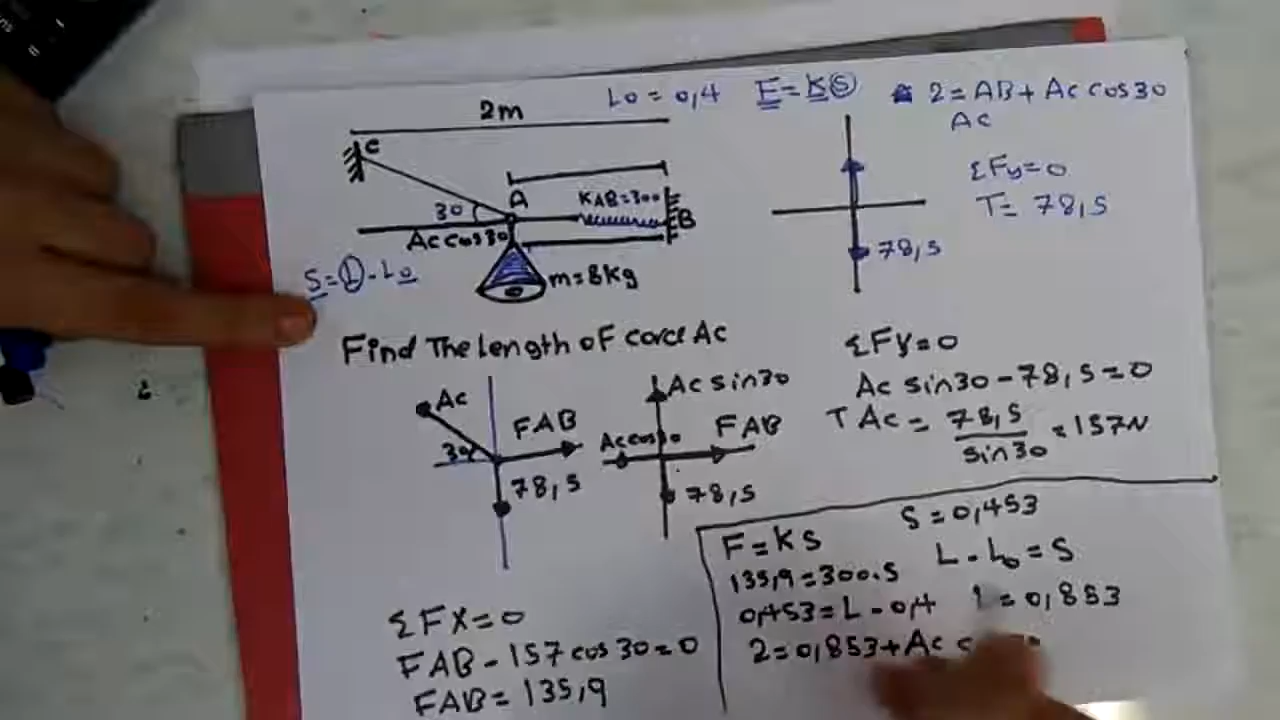 2m
Lo = 0,4
F = KS
2 = AB + Ac cos30
Ac
C
A
KAB=300
B
30
Ac cos30
m=8kg
S = L - Lo
ΣFy=0
T= 78,5
78,5
Find The Length of corce Ac
Ac
30
FAB
78,5
Ac sin30
Ac cos30
FAB
78,5
ΣFy=0
Ac sin30 - 78,5 = 0
TAc = 78,5 / sin30 = 157N
ΣFX=0
FAB - 157 cos 30 = 0
FAB = 135,9
F = KS
135,9 = 300.S
0,453 = L - 0,4
2 = 0,853 + Ac
S = 0,453
L - Lo = S
L = 0,853